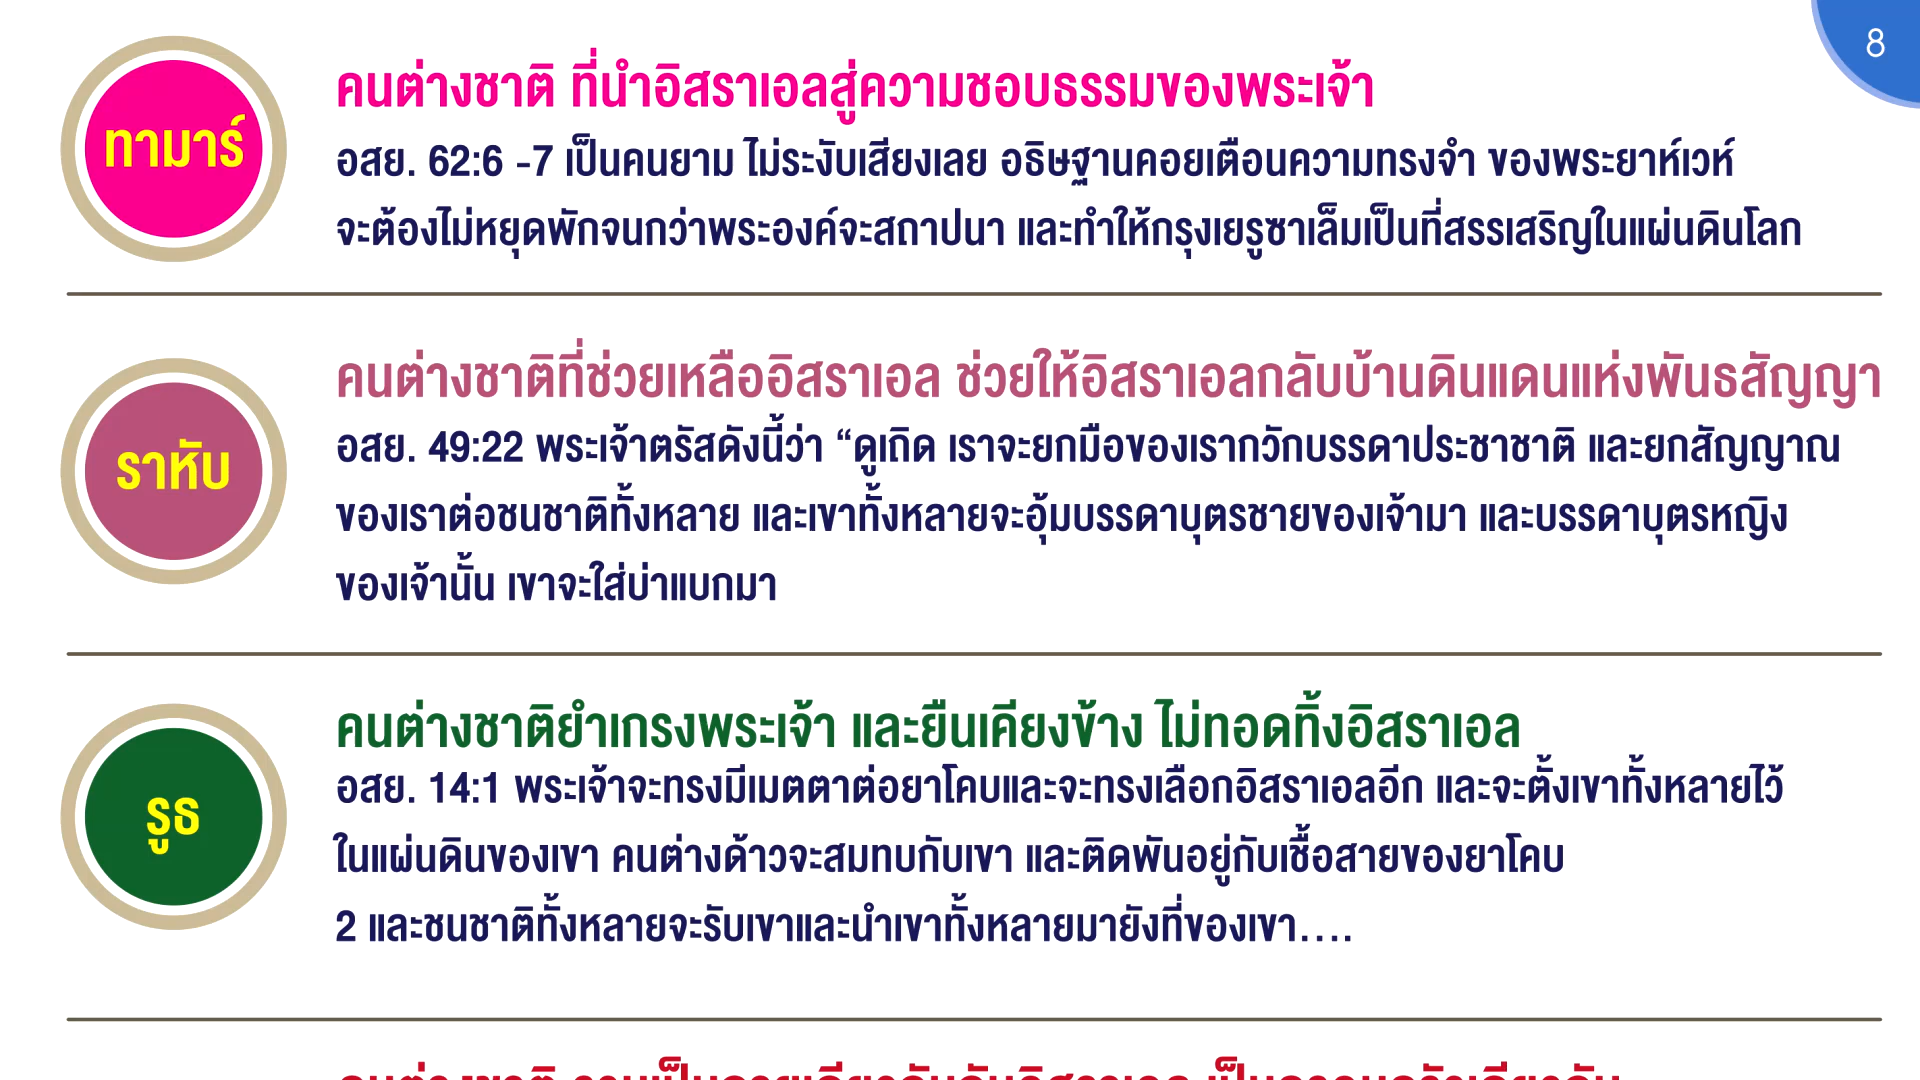 8
ทามาร์
คนต่างชาติ ที่นำอิสราเอลสู่ความชอบธรรมของพระเจ้า
อสย. 62:6 -7 เป็นคนยาม ไม่ระงับเสียงเลย อธิษฐานคอยเตือนความทรงจำ ของพระยาห์เวห์
จะต้องไม่หยุดพักจนกว่าพระองค์จะสถาปนา และทำให้กรุงเยรูซาเล็มเป็นที่สรรเสริญในแผ่นดินโลก
ราหับ
คนต่างชาติที่ช่วยเหลืออิสราเอล ช่วยให้อิสราเอลกลับบ้านดินแดนแห่งพันธสัญญา
อสย. 49:22 พระเจ้าตรัสดังนี้ว่า “ดูเถิด เราจะยกมือของเรากวักบรรดาประชาชาติ และยกสัญญาณ
ของเราต่อชนชาติทั้งหลาย และเขาทั้งหลายจะอุ้มบรรดาบุตรชายของเจ้ามา และบรรดาบุตรหญิง
ของเจ้านั้น เขาจะใส่บ่าแบกมา
รูธ
คนต่างชาติยำเกรงพระเจ้า และยืนเคียงข้าง ไม่ทอดทิ้งอิสราเอล
อสย. 14:1 พระเจ้าจะทรงมีเมตตาต่อยาโคบและจะทรงเลือกอิสราเอลอีก และจะตั้งเขาทั้งหลายไว้
ในแผ่นดินของเขา คนต่างด้าวจะสมทบกับเขา และติดพันอยู่กับเชื้อสายของยาโคบ
2 และชนชาติทั้งหลายจะรับเขาและนำเขาทั้งหลายมายังที่ของเขา....